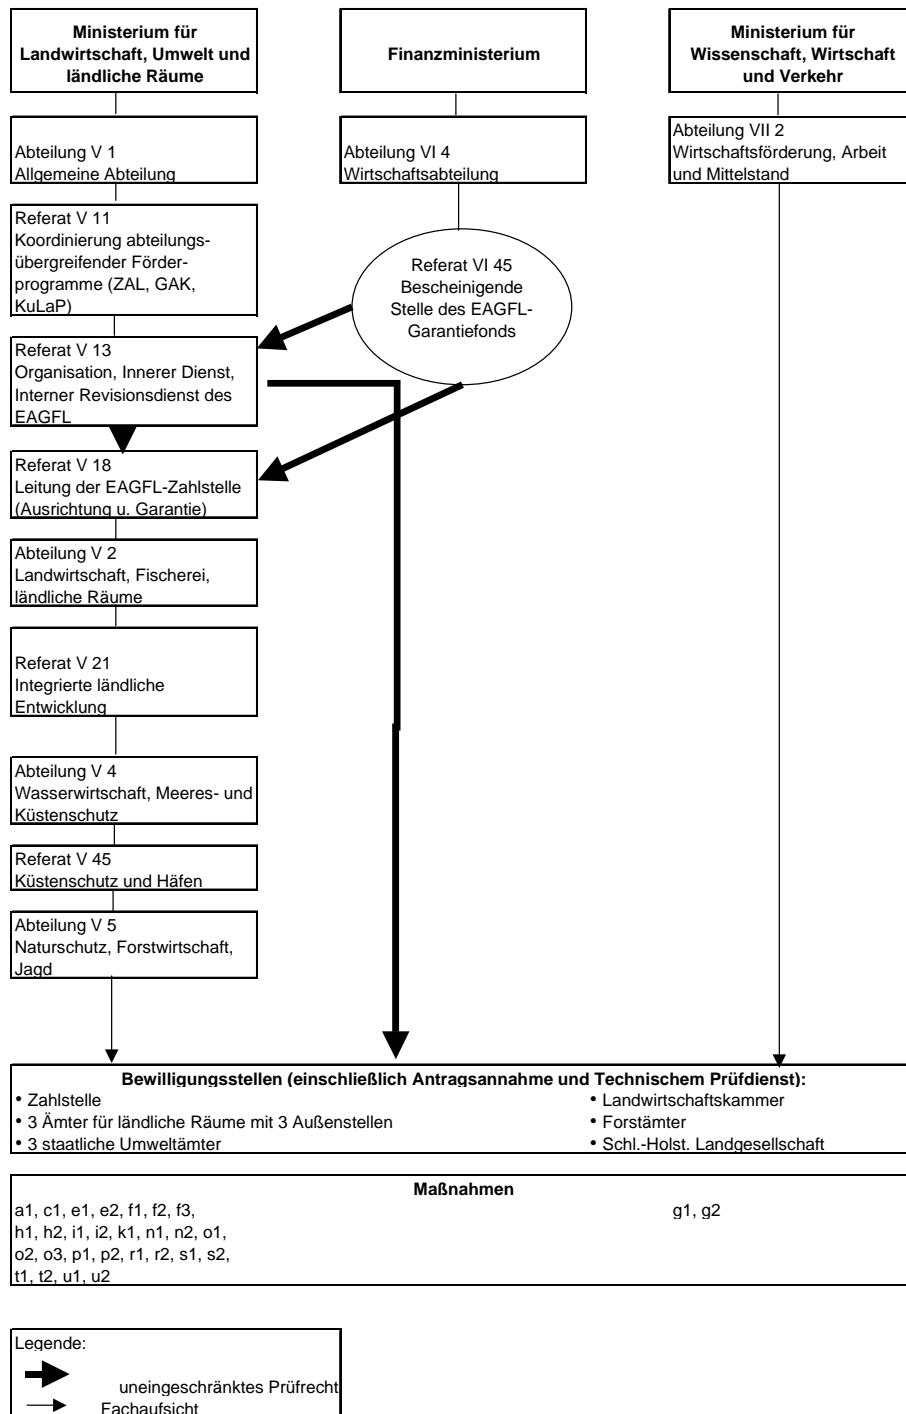 Ministerium für
Landwirtschaft, Umwelt und
ländliche Räume
Finanzministerium
Ministerium für
Wissenschaft, Wirtschaft
und Verkehr
Abteilung V 1
Allgemeine Abteilung
Abteilung VI 4
Wirtschaftsabteilung
Abteilung VII 2
Wirtschaftsförderung, Arbeit
und Mittelstand
Referat V 11
Koordinierung abteilungs-
übergreifender Förder-
programme (ZAL, GAK,
KuLaP)
Referat VI 45
Bescheinigende
Stelle des EAGFL-
Garantiefonds
Referat V 13
Organisation, Innerer Dienst,
Interner Revisionsdienst des
EAGFL
Referat V 18
Leitung der EAGFL-Zahlstelle
(Ausrichtung u. Garantie)
Abteilung V 2
Landwirtschaft, Fischerei,
ländliche Räume
Referat V 21
Integrierte ländliche
Entwicklung
Abteilung V 4
Wasserwirtschaft, Meeres- und
Küstenschutz
Referat V 45
Küstenschutz und Häfen
Abteilung V 5
Naturschutz, Forstwirtschaft,
Jagd
Bewilligungsstellen (einschließlich Antragsannahme und Technischem Prüfdienst):
• Zahlstelle
• 3 Ämter für ländliche Räume mit 3 Außenstellen
• 3 staatliche Umweltämter
• Landwirtschaftskammer
• Forstämter
• Schl.-Holst. Landgesellschaft
Maßnahmen
a1, c1, e1, e2, f1, f2, f3,
h1, h2, i1, i2, k1, n1, n2, o1,
o2, o3, p1, p2, r1, r2, s1, s2,
t1, t2, u1, u2
g1, g2
Legende:
uneingeschränktes Prüfrecht
Fachaufsicht